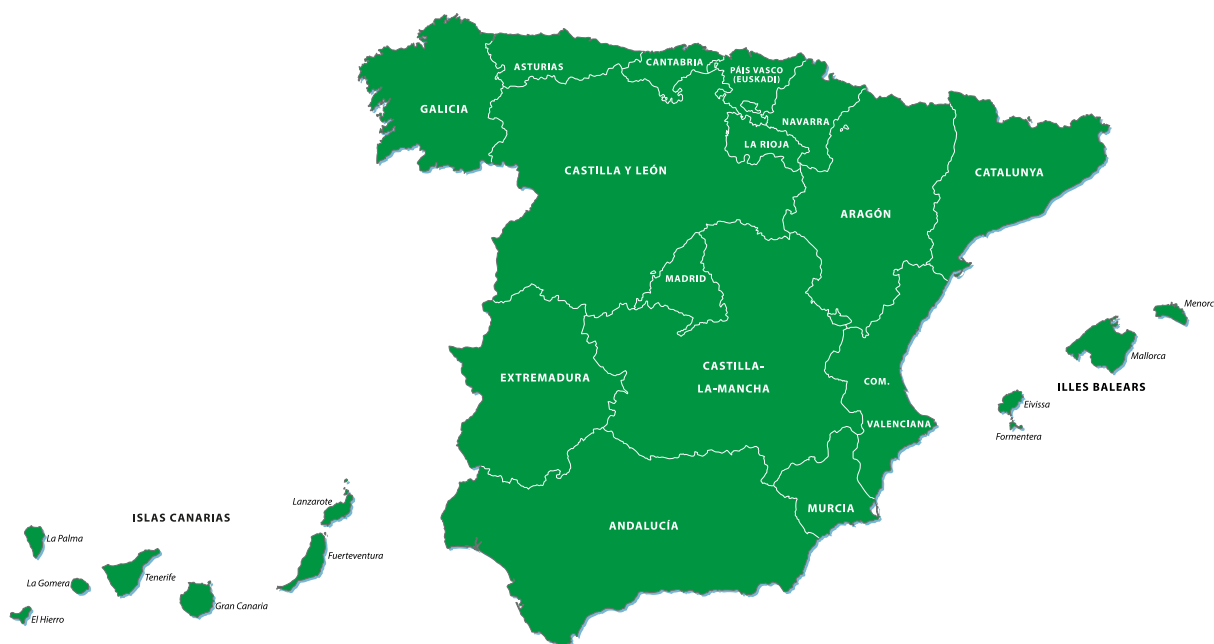 ASTURIAS
CANTABRIA
PÁIS VASCO
(EUSKADI)
GALICIA
NAVARRA
LA RIOJA
CASTILLA Y LEÓN
CATALUNYA
ARAGÓN
MADRID
Menorc
Mallorca
CASTILLA-
LA-MANCHA
EXTREMADURA
COM.
VALENCIANA
ILLES BALEARS
Eivissa
Formentera
Lanzarote
ISLAS CANARIAS
MURCIA
ANDALUCÍA
La Palma
Fuerteventura
La Gomera
Tenerife
Gran Canaria
El Hierro